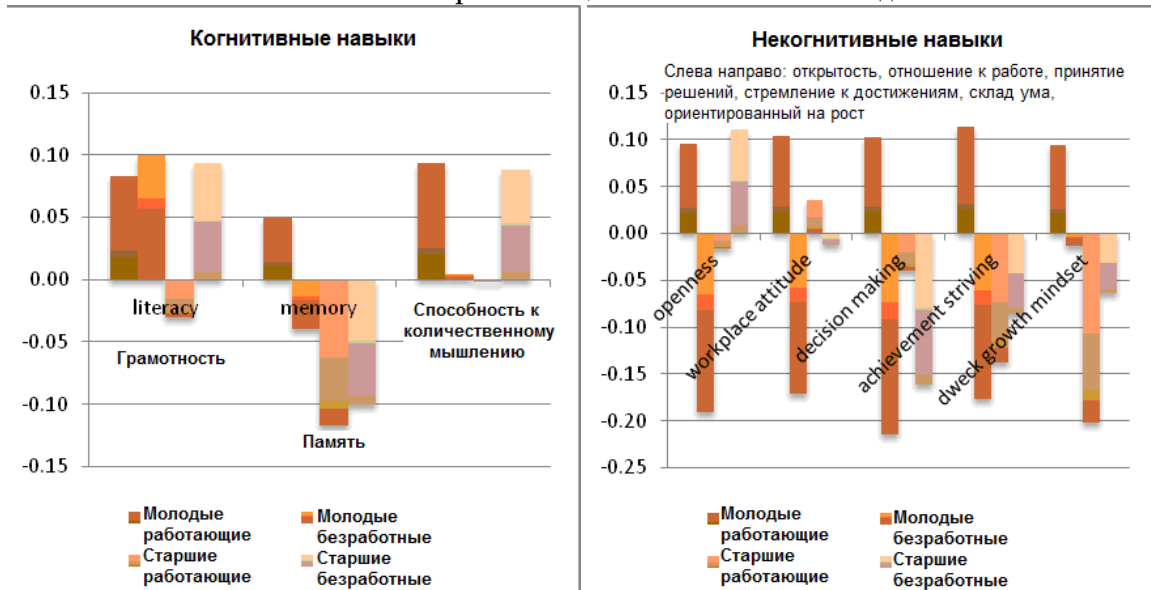 Когнитивные навыки
0.15
0.10
0.05
0.00
-0.05
-0.10
-0.15
literacy
memory
Способность к
количественному
мышлению
Грамотность
Память
Молодые
работающие
Молодые
безработные
Старшие
работающие
Старшие
безработные
Некогнитивные навыки
Слева направо: открытость, отношение к работе, принятие
решений, стремление к достижениям, склад ума,
ориентированный на рост
0.15
0.10
0.05
0.00
-0.05
-0.10
-0.15
-0.20
-0.25
openness
workplace attitude
decision making
achievement striving
dweck growth mindset
Молодые
работающие
Молодые
безработные
Старшие
работающие
Старшие
безработные